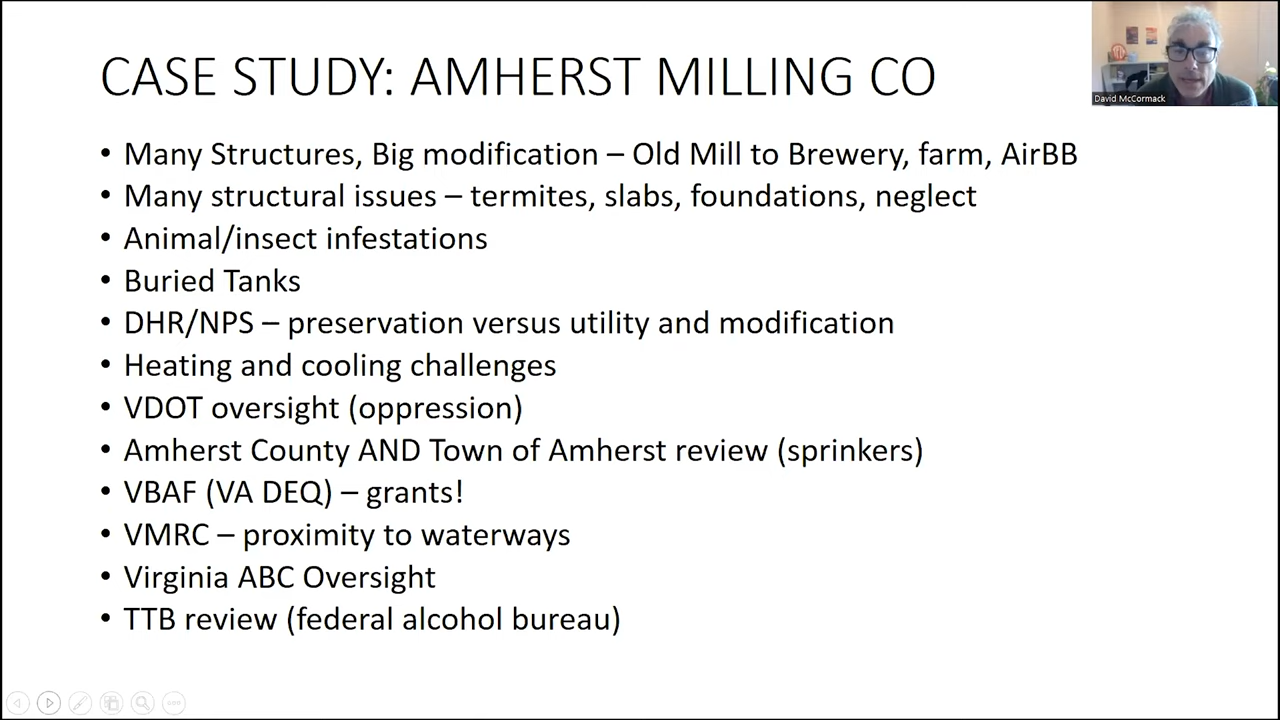 CASE STUDY: AMHERST MILLING CO
David McCormack
• Many Structures, Big modification – Old Mill to Brewery, farm, AirBB
• Many structural issues – termites, slabs, foundations, neglect
• Animal/insect infestations
• Buried Tanks
• DHR/NPS – preservation versus utility and modification
• Heating and cooling challenges
• VDOT oversight (oppression)
• Amherst County AND Town of Amherst review (sprinkers)
• VBAF (VA DEQ) – grants!
• VMRC – proximity to waterways
• Virginia ABC Oversight
• TTB review (federal alcohol bureau)